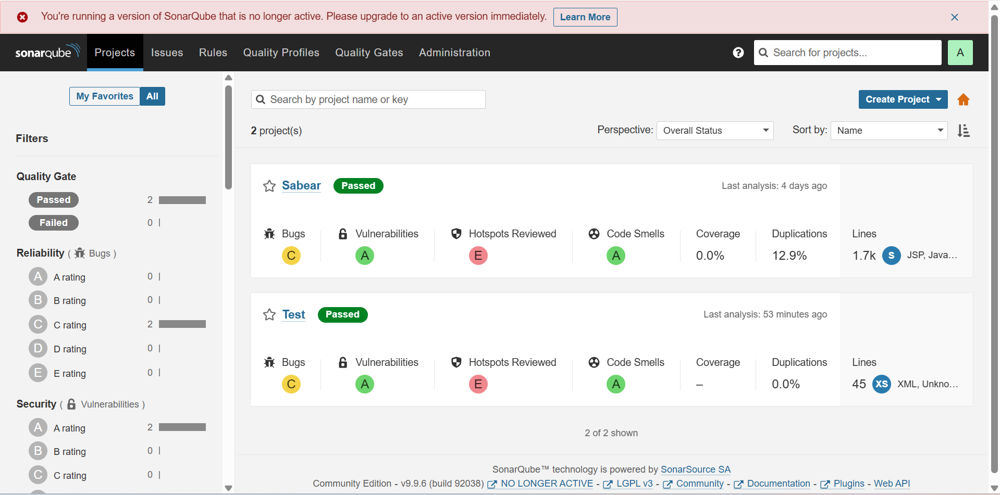 You're running a version of SonarQube that is no longer active. Please upgrade to an active version immediately. Learn More
sonarqube Projects Issues Rules Quality Profiles Quality Gates Administration ? Search for projects... A
My Favorites All
Search by project name or key
Create Project
2 project(s)
Perspective: Overall Status
Sort by: Name
Filters
Quality Gate
Passed 2
Failed 0
Reliability ( Bugs )
A A rating 0
B B rating 0
C C rating 2
D D rating 0
E E rating 0
Security ( Vulnerabilities )
A A rating 2
B B rating 0
C C rating 0
Sabear Passed Last analysis: 4 days ago
Bugs Vulnerabilities Hotspots Reviewed Code Smells Coverage Duplications Lines
C A E A 0.0% 12.9% 1.7k S JSP, Java…
Test Passed Last analysis: 53 minutes ago
Bugs Vulnerabilities Hotspots Reviewed Code Smells Coverage Duplications Lines
C A E A – 0.0% 45 XS XML, Unkno…
2 of 2 shown
SonarQube™ technology is powered by SonarSource SA
Community Edition - v9.9.6 (build 92038) NO LONGER ACTIVE - LGPL v3 - Community - Documentation - Plugins - Web API